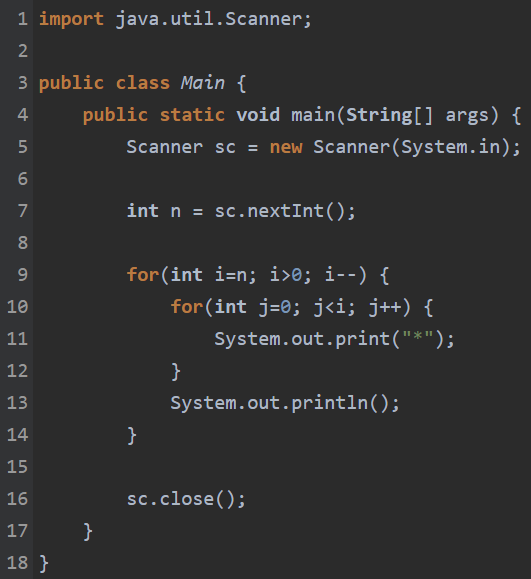 1 import java.util.Scanner;
2
3 public class Main {
4     public static void main(String[] args) {
5         Scanner sc = new Scanner(System.in);
6
7         int n = sc.nextInt();
8
9         for(int i=n; i>0; i--) {
10             for(int j=0; j<i; j++) {
11                 System.out.print("*");
12             }
13             System.out.println();
14         }
15
16         sc.close();
17     }
18 }